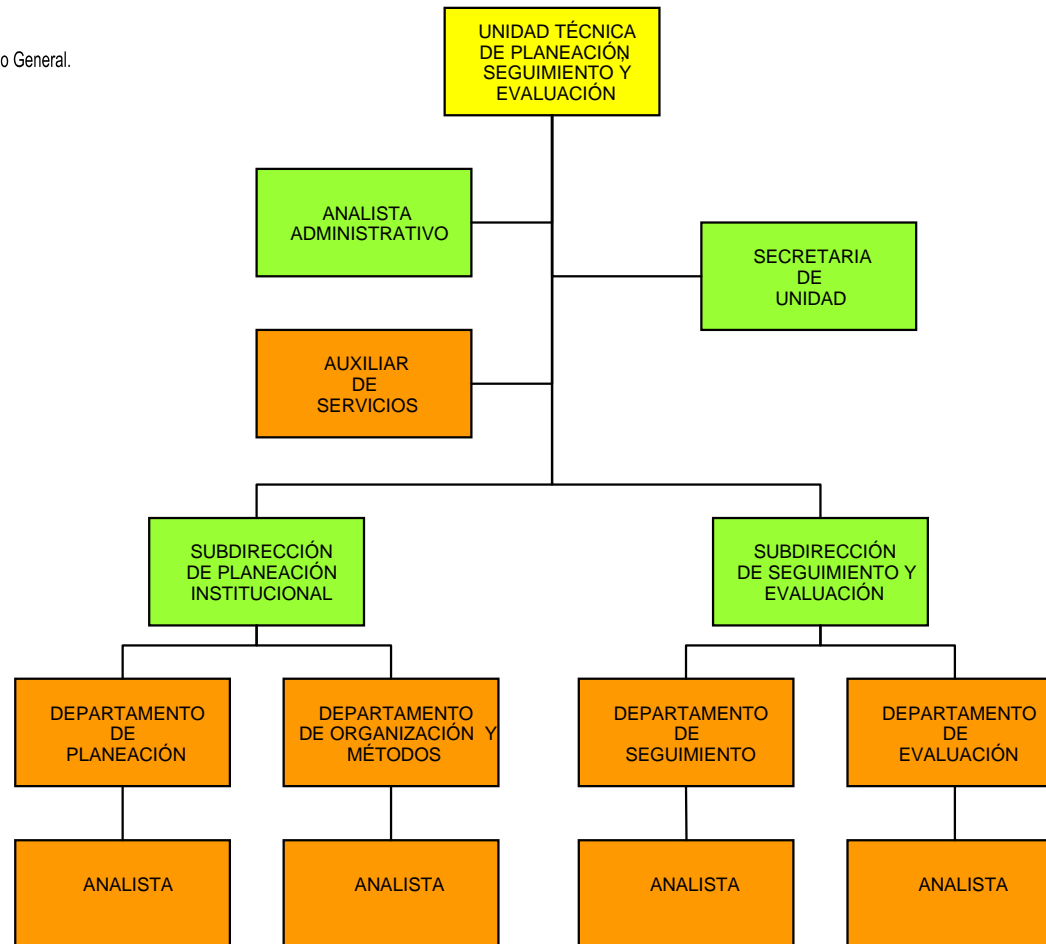 UNIDAD TÉCNICA
DE PLANEACIÓN,
SEGUIMIENTO Y
EVALUACIÓN
o General.
ANALISTA
ADMINISTRATIVO
SECRETARIA
DE
UNIDAD
AUXILIAR
DE
SERVICIOS
SUBDIRECCIÓN
DE PLANEACIÓN
INSTITUCIONAL
SUBDIRECCIÓN
DE SEGUIMIENTO Y
EVALUACIÓN
DEPARTAMENTO
DE
PLANEACIÓN
DEPARTAMENTO
DE ORGANIZACIÓN Y
MÉTODOS
DEPARTAMENTO
DE
SEGUIMIENTO
DEPARTAMENTO
DE
EVALUACIÓN
ANALISTA
ANALISTA
ANALISTA
ANALISTA